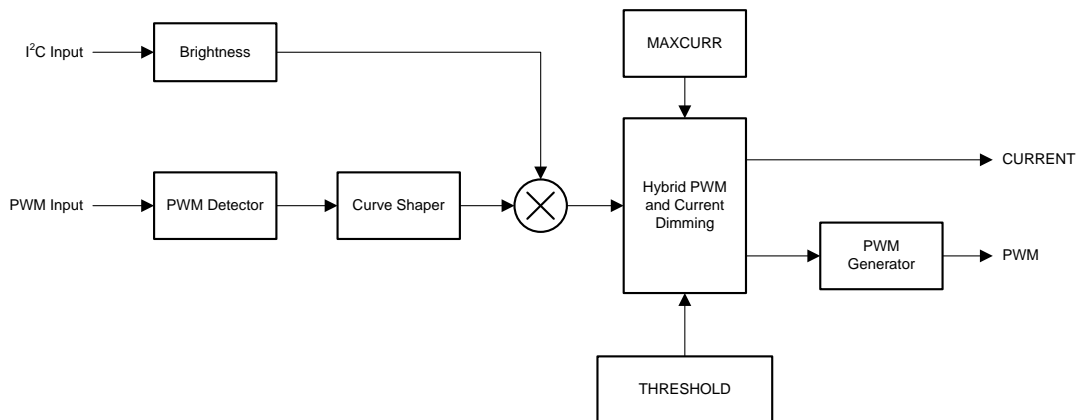 I²C Input
Brightness
MAXCURR
PWM Input
PWM Detector
Curve Shaper
Hybrid PWM
and Current
Dimming
CURRENT
PWM
Generator
PWM
THRESHOLD